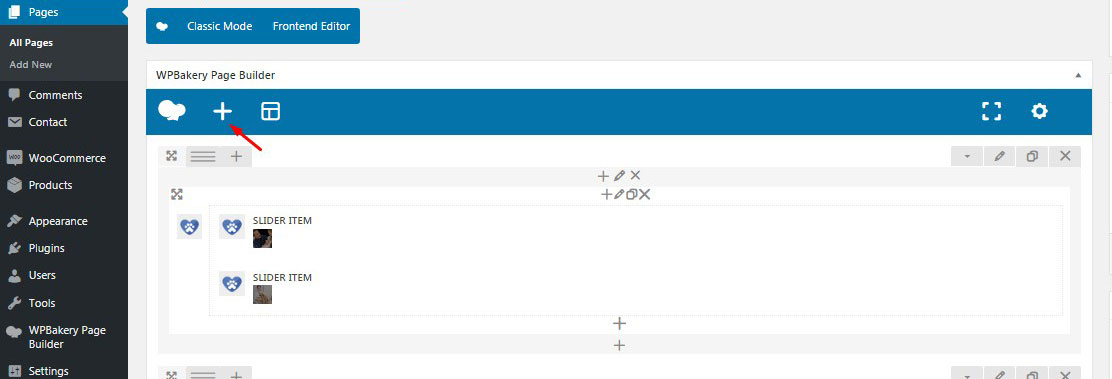 Pages
Classic Mode
Frontend Editor
All Pages
Add New
WPBakery Page Builder
Comments
Contact
WOO
WooCommerce
Products
SLIDER ITEM
Appearance
Plugins
Users
SLIDER ITEM
Tools
WPBakery Page
Builder
Settings